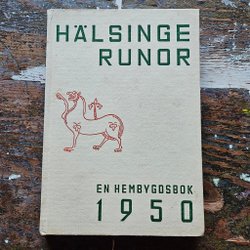 HÄLSINGE
RUNOR
EN HEMBYGDSBOK
1950